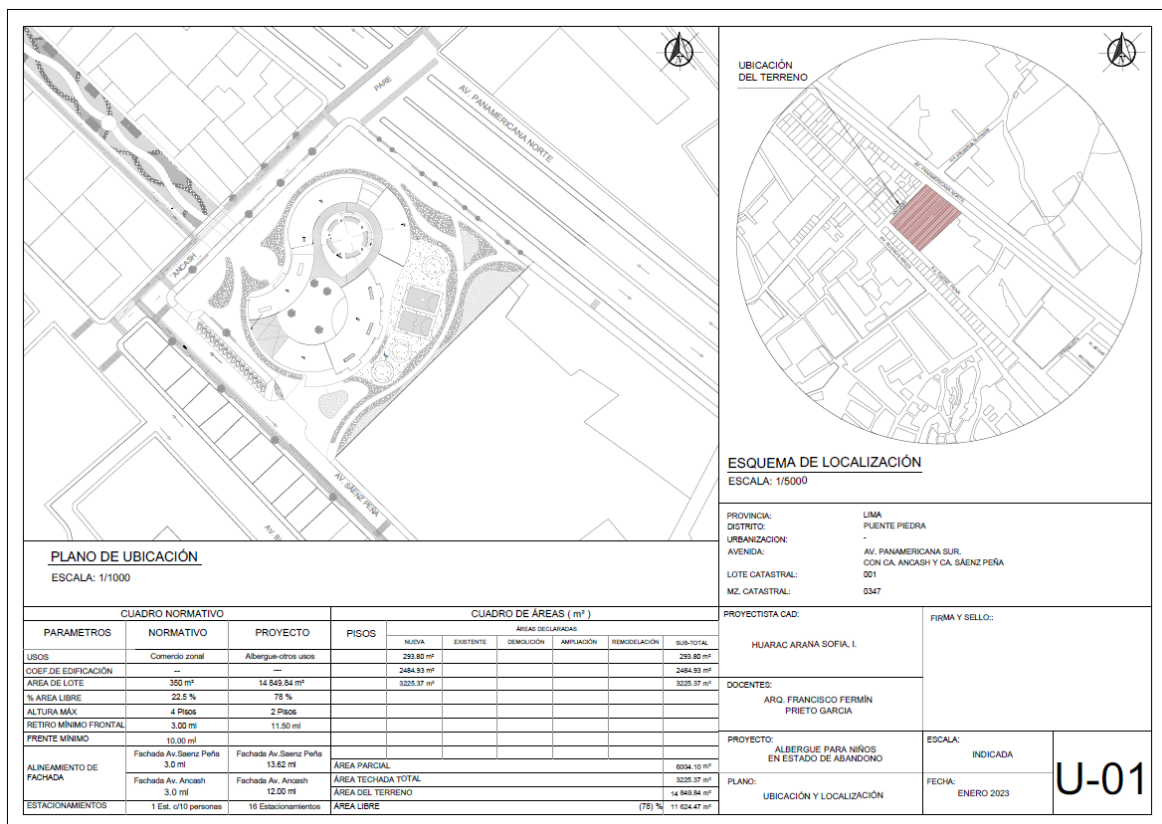 PARE
AV. PANAMERICANA NORTE
ANCASH
AV. SÁENZ PEÑA
PLANO DE UBICACIÓN
ESCALA: 1/1000
UBICACIÓN
DEL TERRENO
AV. PANAMERICANA NORTE
ESQUEMA DE LOCALIZACIÓN
ESCALA: 1/5000
PROVINCIA: LIMA
DISTRITO: PUENTE PIEDRA
URBANIZACION: -
AVENIDA: AV. PANAMERICANA SUR.
CON CA. ANCASH Y CA. SÁENZ PEÑA
LOTE CATASTRAL: 001
MZ. CATASTRAL: 0347
CUADRO NORMATIVO
PARAMETROS NORMATIVO PROYECTO
USOS Comercio zonal Albergue-otros usos
COEF.DE EDIFICACIÓN -- ---
AREA DE LOTE 350 m² 14 849.84 m²
% AREA LIBRE 22.5 % 78 %
ALTURA MÁX 4 Pisos 2 Pisos
RETIRO MÍNIMO FRONTAL 3.00 ml 11.50 ml
FRENTE MÍNIMO 10.00 ml
ALINEAMIENTO DE
FACHADA
Fachada Av.Saenz Peña Fachada Av.Saenz Peña
3.0 ml 13.62 ml
Fachada Av. Ancash Fachada Av. Ancash
3.0 ml 12.00 ml
ESTACIONAMIENTOS 1 Est. c/10 personas 16 Estacionamientos
CUADRO DE ÁREAS ( m² )
PISOS ÁREAS DECLARADAS
NUEVA EXISTENTE DEMOLICIÓN AMPLIACIÓN REMODELACIÓN SUB-TOTAL
293.80 m² 293.80 m²
2484.93 m² 2484.93 m²
3225.37 m² 3225.37 m²
ÁREA PARCIAL 6004.10 m²
ÁREA TECHADA TOTAL 3225.37 m²
ÁREA DEL TERRENO 14 849.84 m²
ÁREA LIBRE (78) % 11 624.47 m²
PROYECTISTA CAD:
HUARAC ARANA SOFIA, I.
FIRMA Y SELLO::
DOCENTES:
ARQ. FRANCISCO FERMÍN
PRIETO GARCIA
PROYECTO:
ALBERGUE PARA NIÑOS
EN ESTADO DE ABANDONO
ESCALA:
INDICADA
PLANO:
UBICACIÓN Y LOCALIZACIÓN
FECHA:
ENERO 2023
U-01